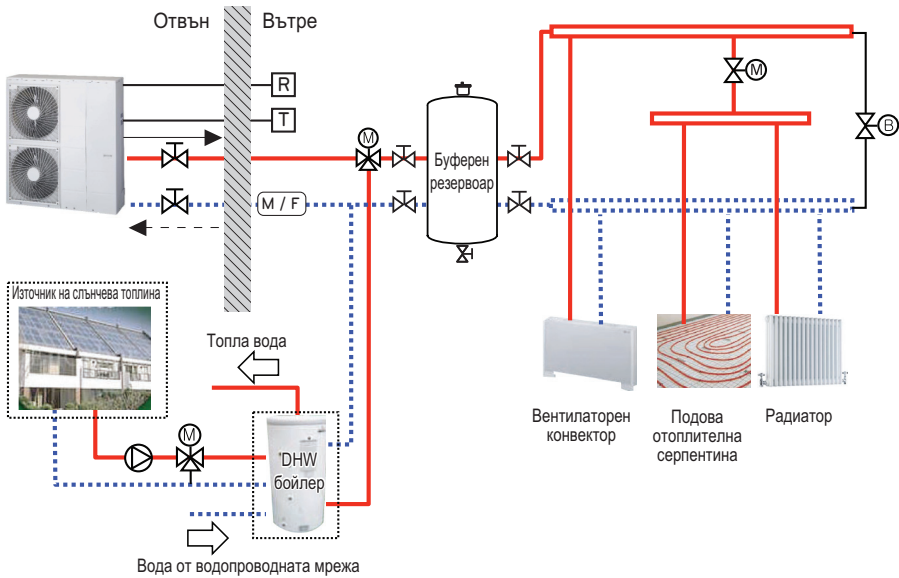 Отвън
Вътре
R
T
M
M
B
Буферен
резервоар
M / F
Източник на слънчева топлина
Топла вода
M
DHW
бойлер
Вентилаторен
конвектор
Подова
отоплителна
серпентина
Радиатор
Вода от водопроводната мрежа